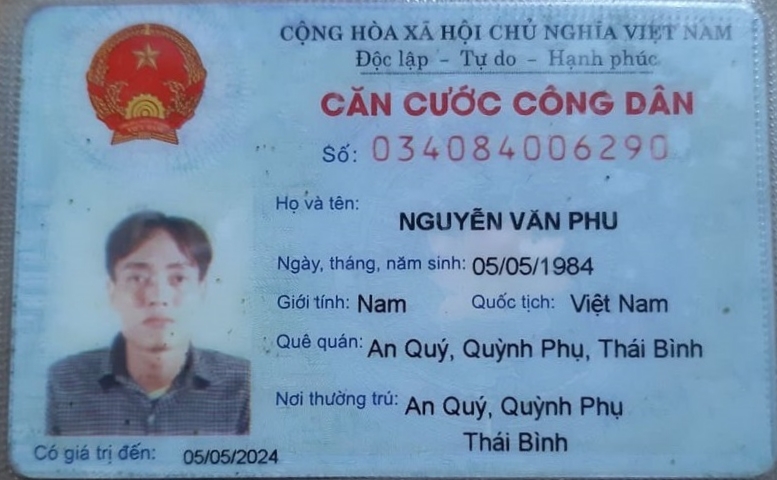 CỘNG HÒA XÃ HỘI CHỦ NGHĨA VIỆT NAM
Độc lập - Tự do - Hạnh phúc
CĂN CƯỚC CÔNG DÂN
Số: 034084006290
Họ và tên:
NGUYỄN VĂN PHU
Ngày, tháng, năm sinh: 05/05/1984
Giới tính: Nam Quốc tịch: Việt Nam
Quê quán: An Quý, Quỳnh Phụ, Thái Bình
Nơi thường trú: An Quý, Quỳnh Phụ
Thái Bình
Có giá trị đến: 05/05/2024